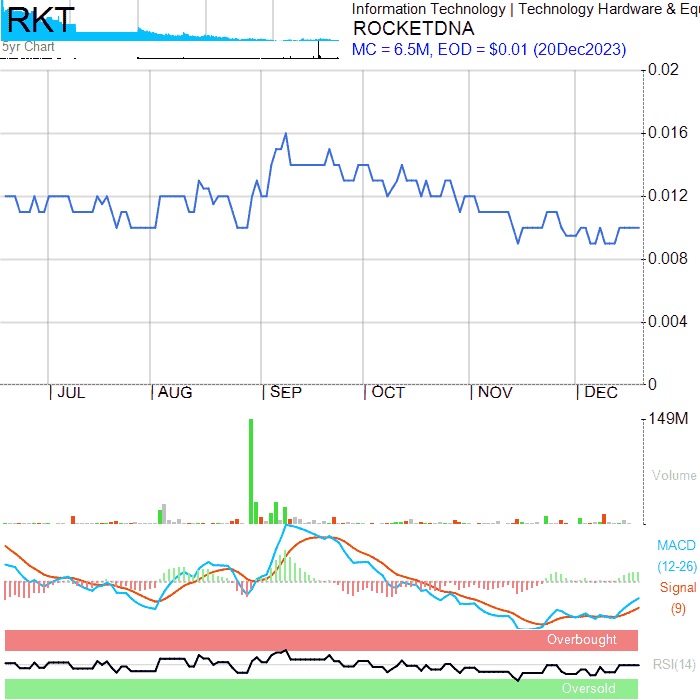 RKT
5yr Chart
Information Technology | Technology Hardware & Equ
ROCKETDNA
MC = 6.5M, EOD = $0.01 (20Dec2023)
0.02
0.016
0.012
0.008
0.004
0
JUL AUG SEP OCT NOV DEC
149M
Volume
MACD
(12-26)
Signal
(9)
Overbought
RSI(14)
Oversold